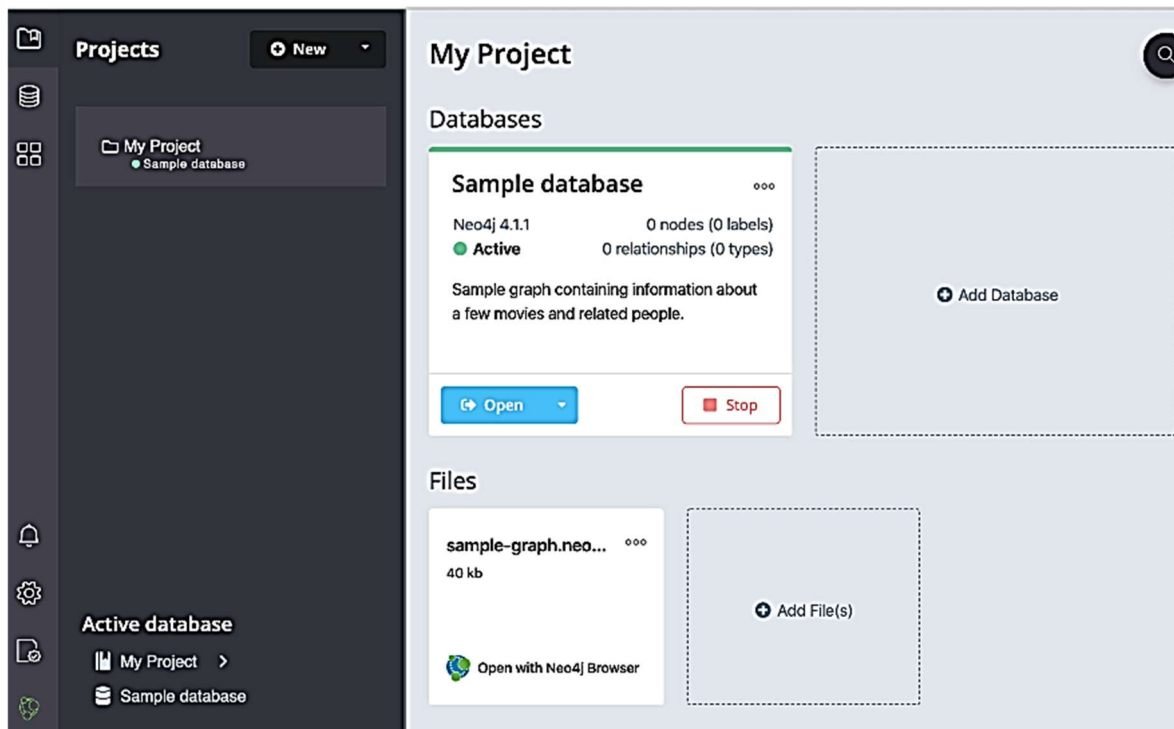 Projects
New
My Project
Sample database
Active database
My Project
Sample database
My Project
Databases
Sample database
Neo4j 4.1.1 0 nodes (0 labels)
Active 0 relationships (0 types)
Sample graph containing information about
a few movies and related people.
Open Stop
Add Database
Files
sample-graph.neo...
40 kb
Open with Neo4j Browser
Add File(s)